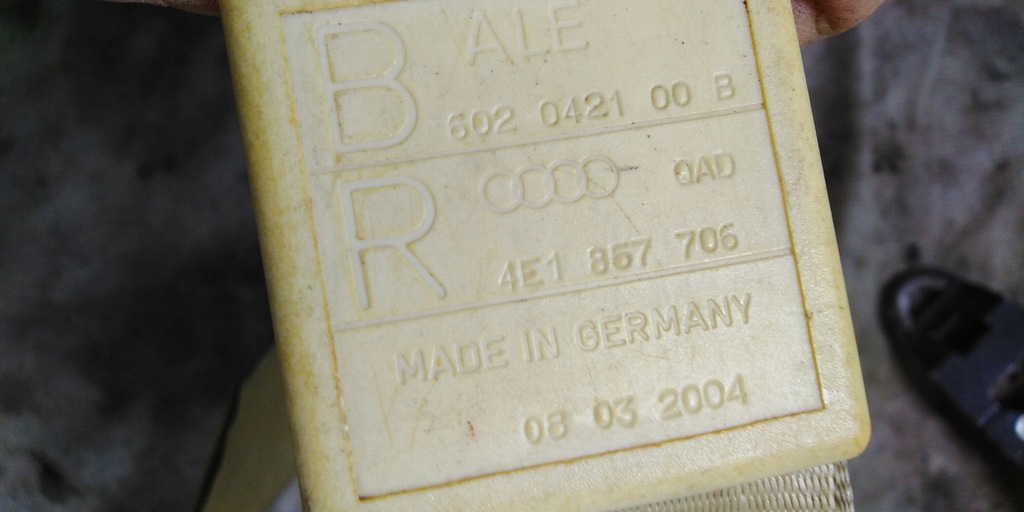 B ALE
602 0421 00 B
R QAD
4E1 857 706
MADE IN GERMANY
08 03 2004